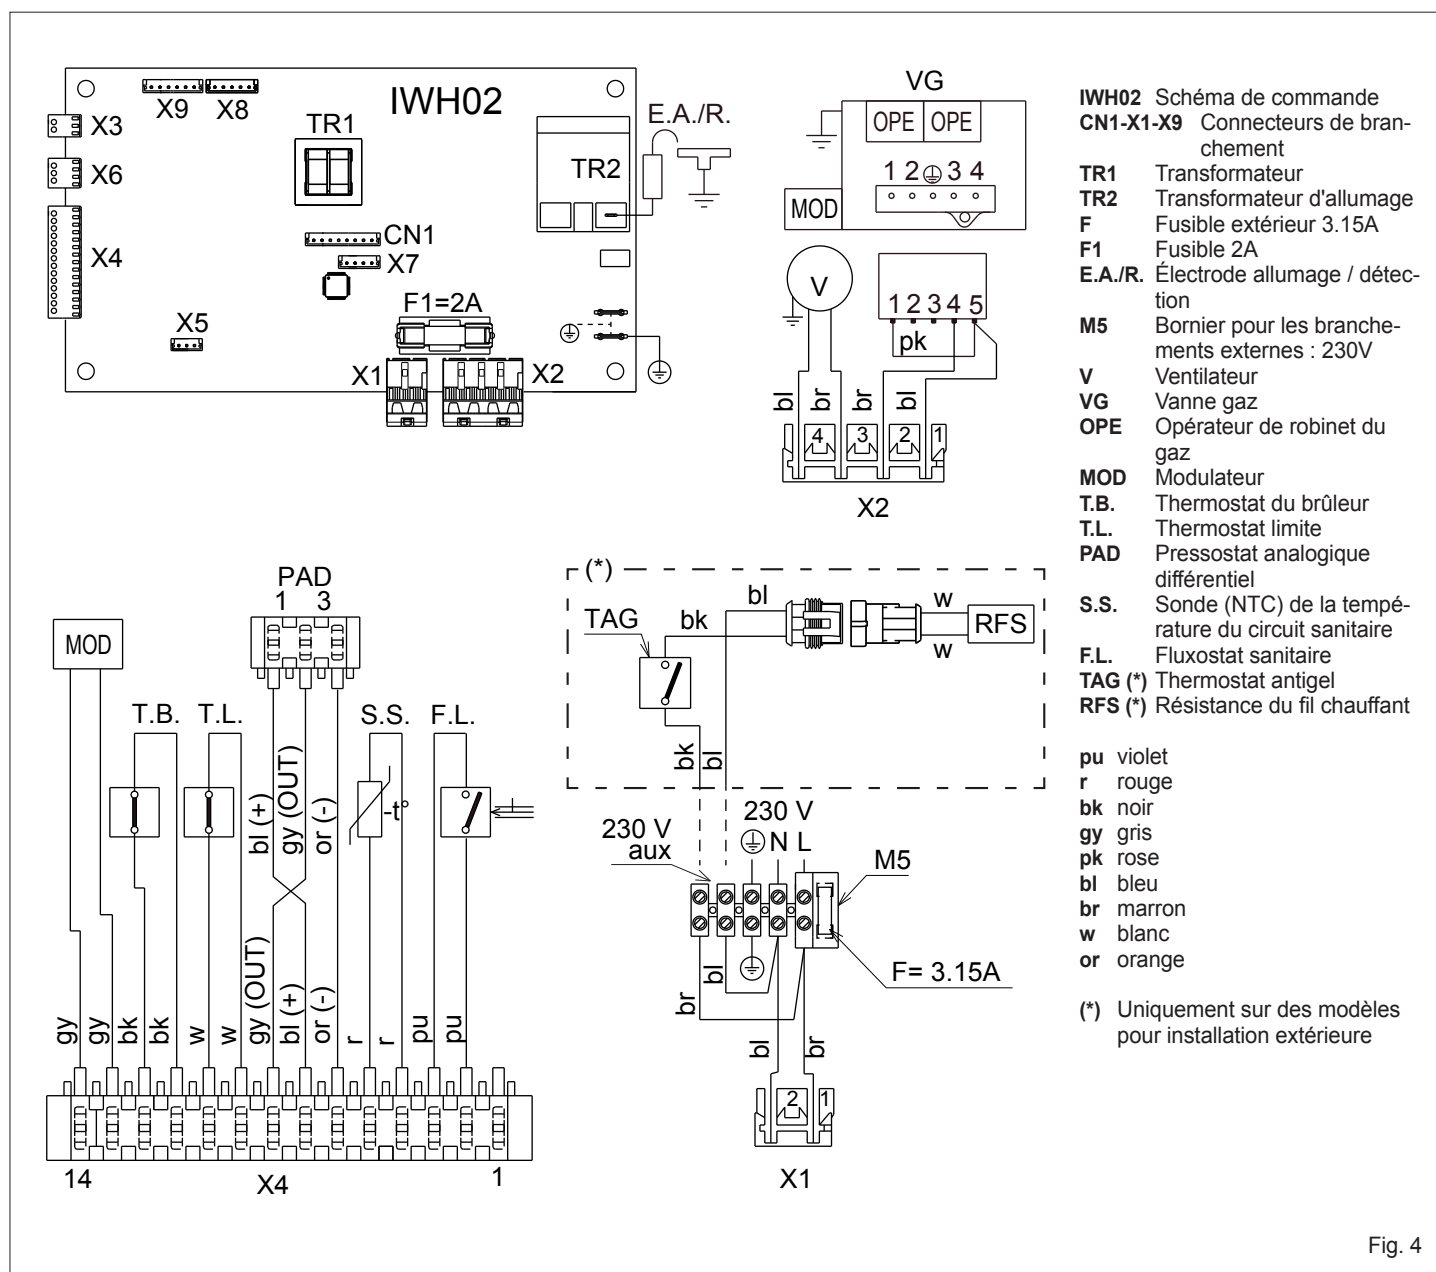 X9 X8 IWH02
X3
TR1
E.A./R.
X6
TR2
X4
CN1
X7
F1=2A
X5
X1 X2
VG
OPE OPE
1 2 3 4
MOD
V
1 2 3 4 5
pk
bl br br bl
4 3 2 1
X2
PAD
1 3
MOD
T.B. T.L. S.S. F.L.
bl (+)
gy (OUT)
or (-)
-t°
gy gy bk bk w w gy (OUT) bl (+) or (-) r r pu pu
14 X4 1
(*)
TAG bk bl w RFS
w
bk bl
230 V
aux
230 V
N L
M5
F= 3.15A
br bl
bl br
2 1
X1
IWH02 Schéma de commande
CN1-X1-X9 Connecteurs de bran-
chement
TR1 Transformateur
TR2 Transformateur d'allumage
F Fusible extérieur 3.15A
F1 Fusible 2A
E.A./R. Électrode allumage / détec-
tion
M5 Bornier pour les branche-
ments externes : 230V
V Ventilateur
VG Vanne gaz
OPE Opérateur de robinet du
gaz
MOD Modulateur
T.B. Thermostat du brûleur
T.L. Thermostat limite
PAD Pressostat analogique
différentiel
S.S. Sonde (NTC) de la tempé-
rature du circuit sanitaire
F.L. Fluxostat sanitaire
TAG (*) Thermostat antigel
RFS (*) Résistance du fil chauffant
pu violet
r rouge
bk noir
gy gris
pk rose
bl bleu
br marron
w blanc
or orange
(*) Uniquement sur des modèles
pour installation extérieure
Fig. 4